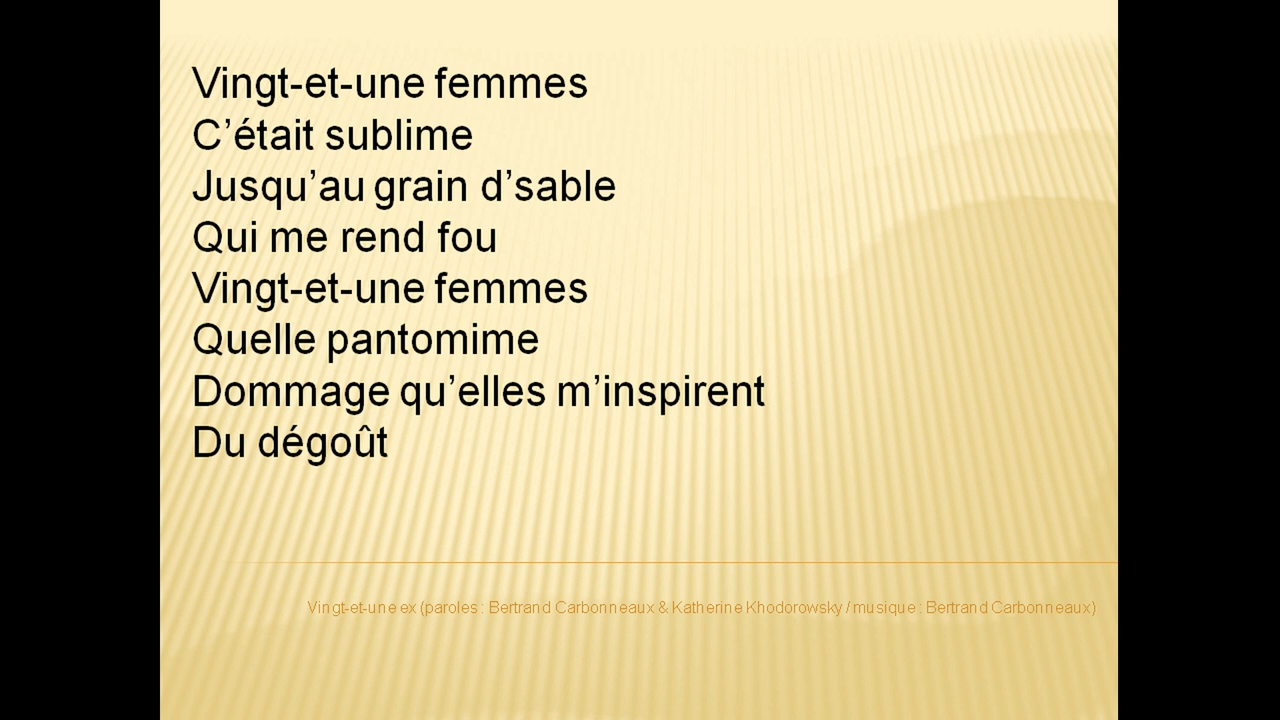 Vingt-et-une femmes
C’était sublime
Jusqu’au grain d’sable
Qui me rend fou
Vingt-et-une femmes
Quelle pantomime
Dommage qu’elles m’inspirent
Du dégoût
Vingt-et-une ex (paroles : Bertrand Carbonneaux & Katherine Khodorowsky / musique : Bertrand Carbonneaux)